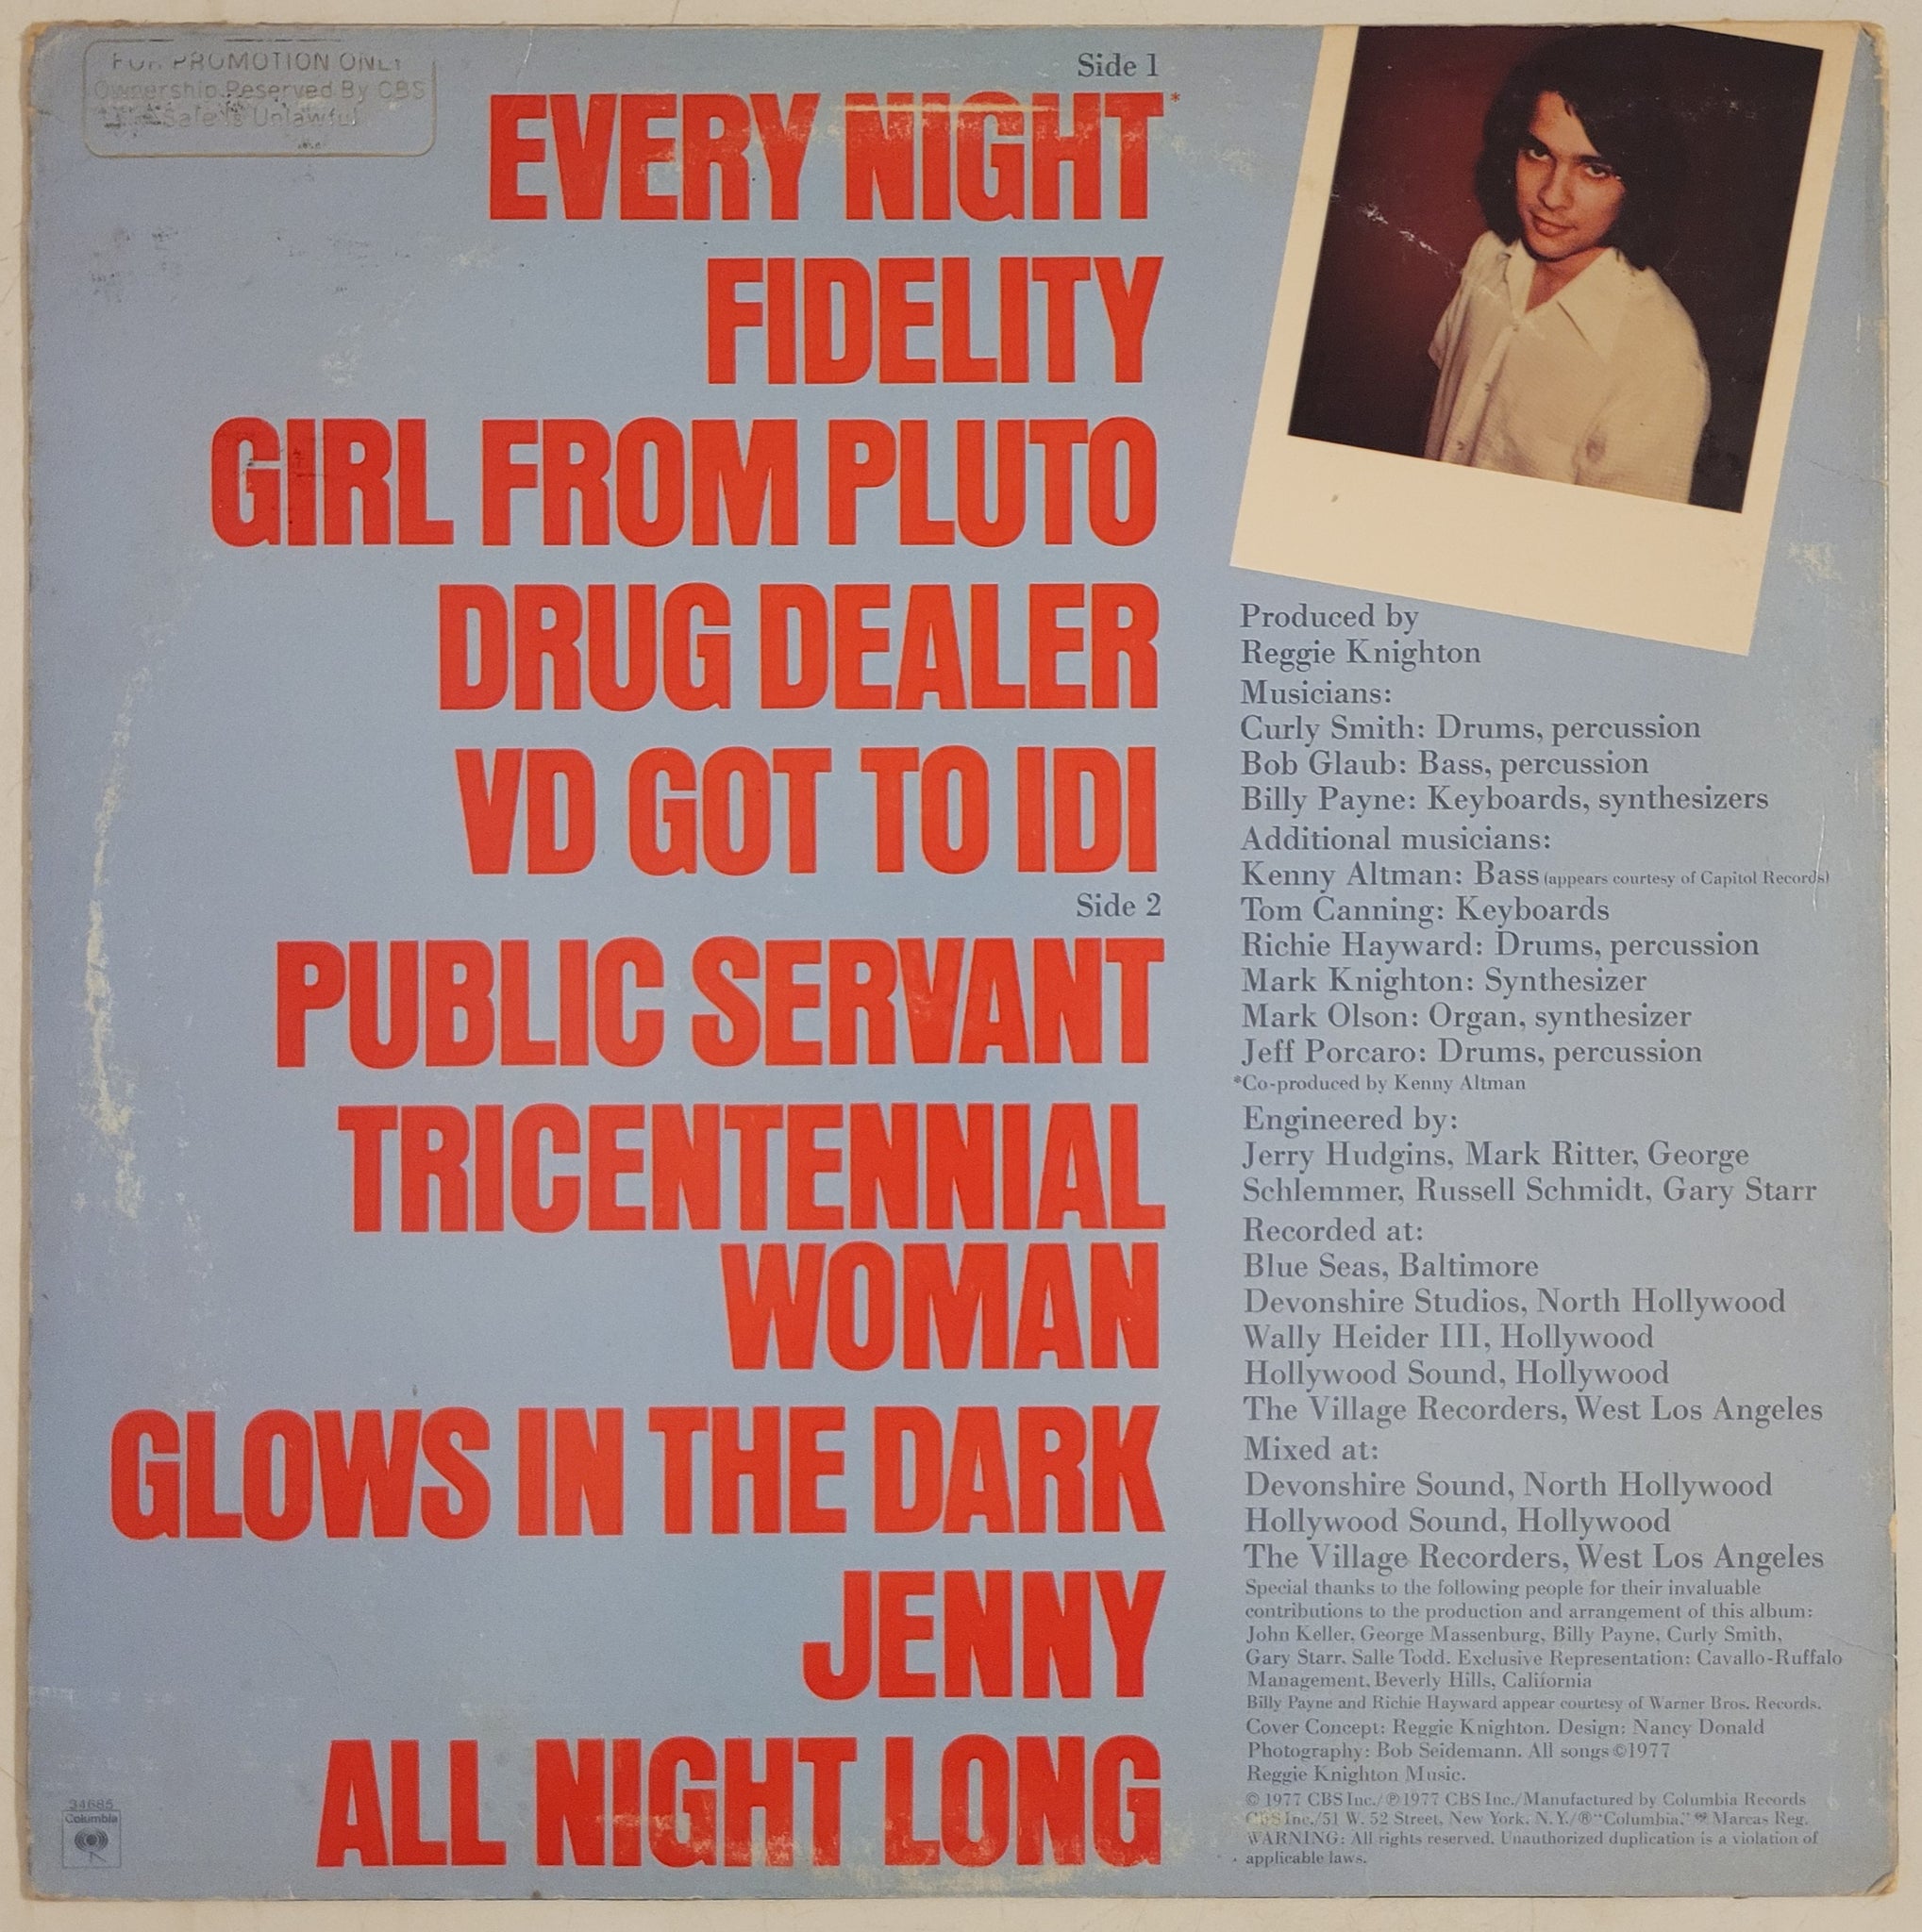 FOR PROMOTION ONLY
Ownership Reserved By CBS
Sale is Unlawful
Side 1
EVERY NIGHT*
FIDELITY
GIRL FROM PLUTO
DRUG DEALER
VD GOT TO IDI
Side 2
PUBLIC SERVANT
TRICENTENNIAL
WOMAN
GLOWS IN THE DARK
JENNY
ALL NIGHT LONG
34685
Columbia
Produced by
Reggie Knighton
Musicians:
Curly Smith: Drums, percussion
Bob Glaub: Bass, percussion
Billy Payne: Keyboards, synthesizers
Additional musicians:
Kenny Altman: Bass (appears courtesy of Capitol Records)
Tom Canning: Keyboards
Richie Hayward: Drums, percussion
Mark Knighton: Synthesizer
Mark Olson: Organ, synthesizer
Jeff Porcaro: Drums, percussion
*Co-produced by Kenny Altman
Engineered by:
Jerry Hudgins, Mark Ritter, George
Schlemmer, Russell Schmidt, Gary Starr
Recorded at:
Blue Seas, Baltimore
Devonshire Studios, North Hollywood
Wally Heider III, Hollywood
Hollywood Sound, Hollywood
The Village Recorders, West Los Angeles
Mixed at:
Devonshire Sound, North Hollywood
Hollywood Sound, Hollywood
The Village Recorders, West Los Angeles
Special thanks to the following people for their invaluable
contributions to the production and arrangement of this album:
John Keller, George Massenburg, Billy Payne, Curly Smith,
Gary Starr, Salle Todd. Exclusive Representation: Cavallo-Ruffalo
Management, Beverly Hills, California
Billy Payne and Richie Hayward appear courtesy of Warner Bros. Records.
Cover Concept: Reggie Knighton. Design: Nancy Donald
Photography: Bob Seidemann. All songs ©1977
Reggie Knighton Music.
© 1977 CBS Inc./℗1977 CBS Inc./Manufactured by Columbia Records
CBS Inc./51 W. 52 Street, New York, N.Y./®"Columbia," Marcas Reg.
WARNING: All rights reserved. Unauthorized duplication is a violation of
applicable laws.